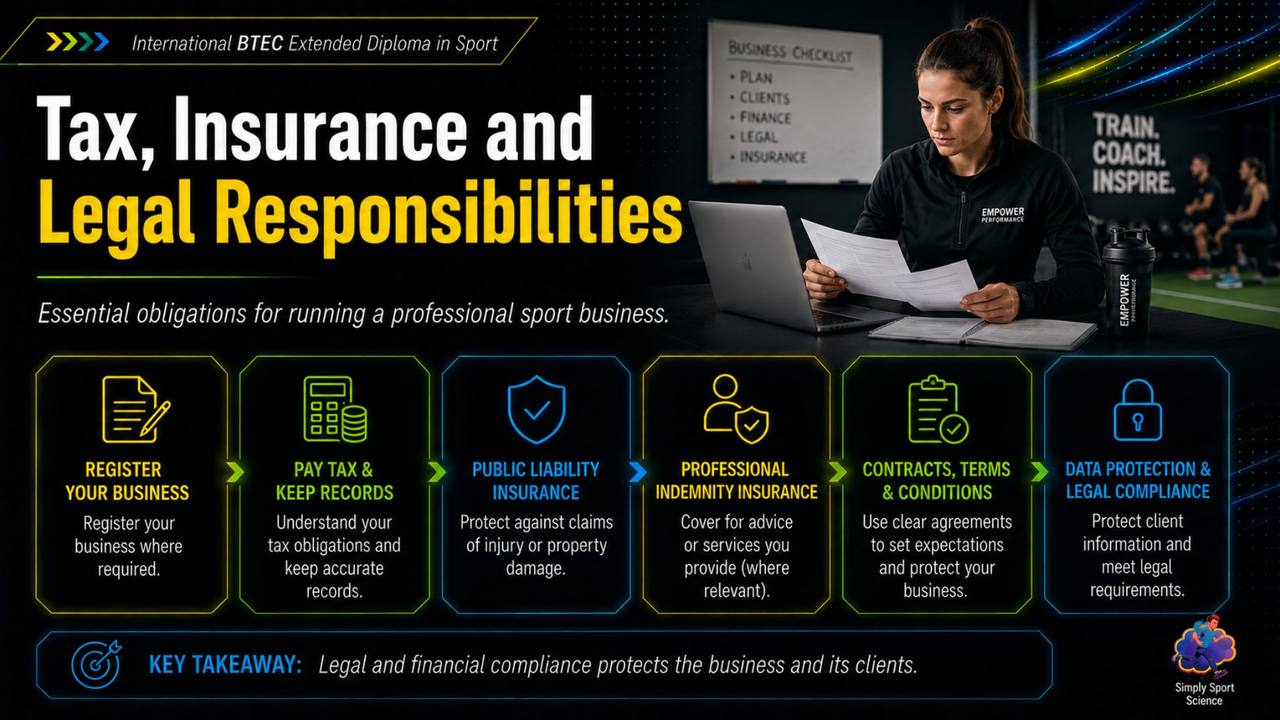 International BTEC Extended Diploma in Sport
Tax, Insurance and
Legal Responsibilities
Essential obligations for running a professional sport business.
BUSINESS CHECKLIST
• PLAN
• CLIENTS
• FINANCE
• LEGAL
• INSURANCE
TRAIN.
COACH.
INSPIRE.
EMPOWER
PERFORMANCE
EMPOWER
REGISTER
YOUR BUSINESS
Register your
business where
required.
PAY TAX &
KEEP RECORDS
Understand your
tax obligations and
keep accurate
records.
PUBLIC LIABILITY
INSURANCE
Protect against claims
of injury or property
damage.
PROFESSIONAL
INDEMNITY INSURANCE
Cover for advice
or services you
provide (where
relevant).
CONTRACTS, TERMS
& CONDITIONS
Use clear agreements
to set expectations
and protect your
business.
DATA PROTECTION &
LEGAL COMPLIANCE
Protect client
information and
meet legal
requirements.
KEY TAKEAWAY: Legal and financial compliance protects the business and its clients.
Simply Sport
Science